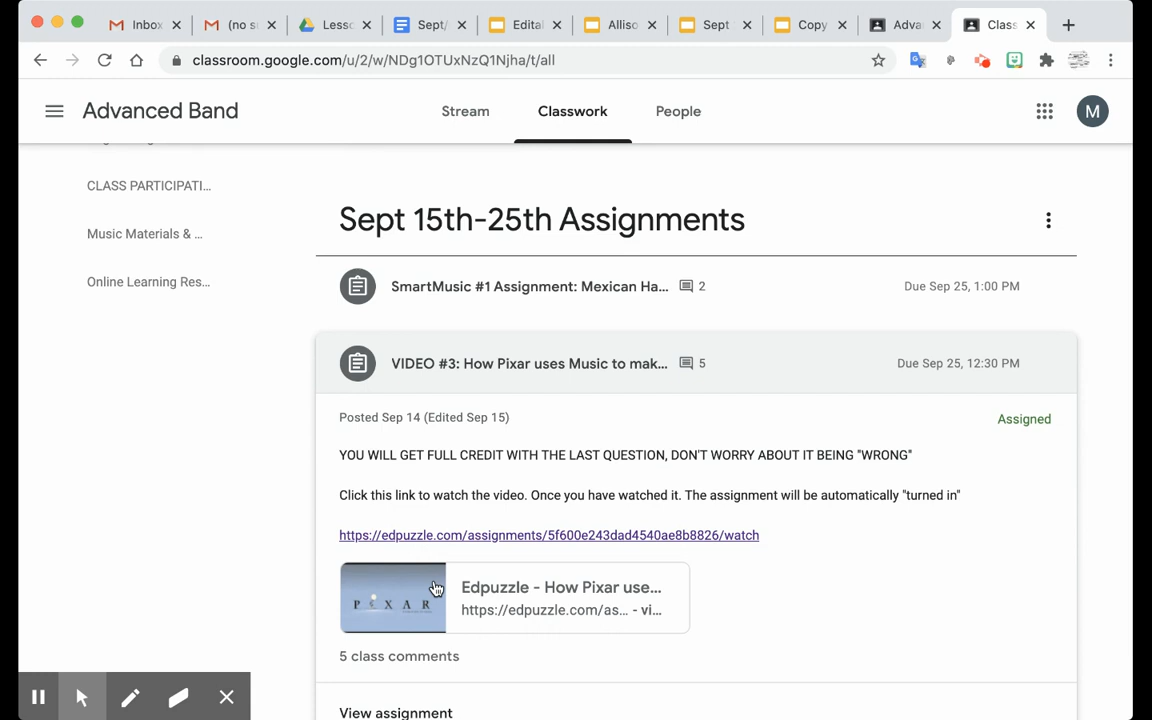 Inbox
(no s
Lesso
Sept/
Edital
Alliso
Sept
Copy
Adva
Class
classroom.google.com/u/2/w/NDg1OTUxNzQ1Njha/t/all
Advanced Band
Stream
Classwork
People
M
CLASS PARTICIPATI...
Music Materials & ...
Online Learning Res...
Sept 15th-25th Assignments
SmartMusic #1 Assignment: Mexican Ha... 2 Due Sep 25, 1:00 PM
VIDEO #3: How Pixar uses Music to mak... 5 Due Sep 25, 12:30 PM
Posted Sep 14 (Edited Sep 15) Assigned
YOU WILL GET FULL CREDIT WITH THE LAST QUESTION, DON'T WORRY ABOUT IT BEING "WRONG"
Click this link to watch the video. Once you have watched it. The assignment will be automatically "turned in"
https://edpuzzle.com/assignments/5f600e243dad4540ae8b8826/watch
PIXAR
Edpuzzle - How Pixar use...
https://edpuzzle.com/as... - vi...
5 class comments
View assignment